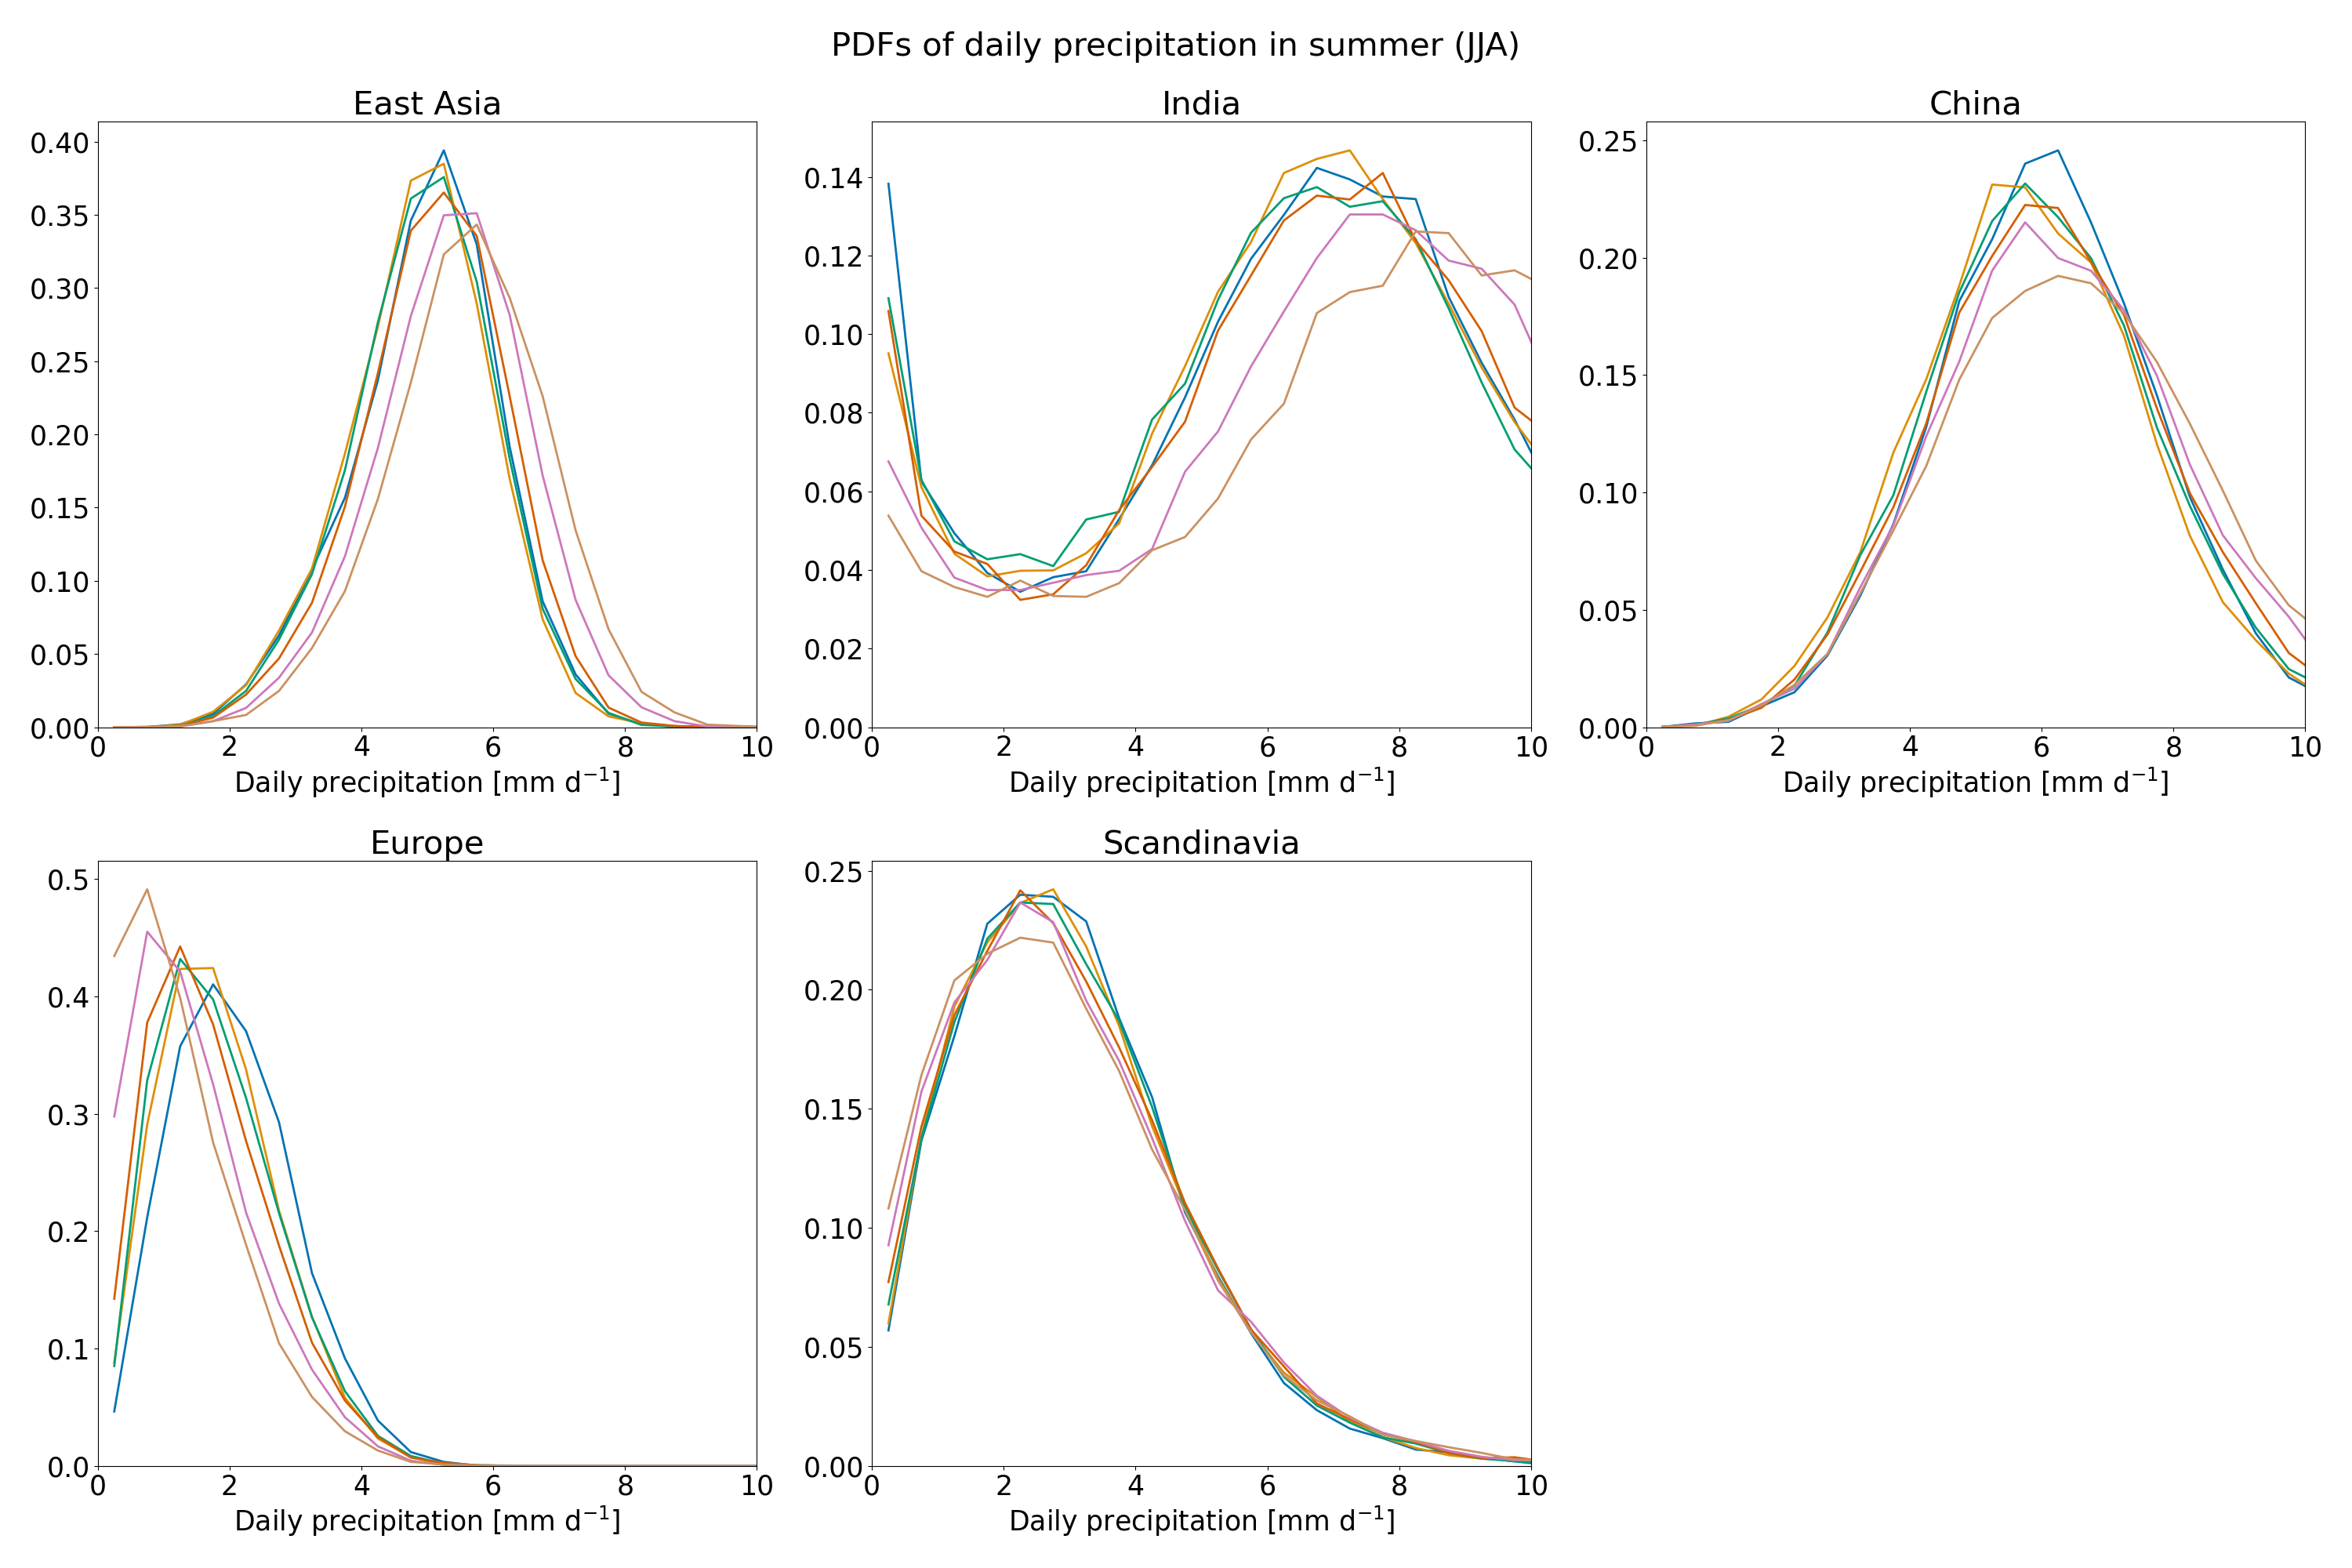 PDFs of daily precipitation in summer (JJA)
East Asia
0.40
0.35
0.30
0.25
0.20
0.15
0.10
0.05
0.00
0 2 4 6 8 10
Daily precipitation [mm d⁻¹]
India
0.14
0.12
0.10
0.08
0.06
0.04
0.02
0.00
0 2 4 6 8 10
Daily precipitation [mm d⁻¹]
China
0.25
0.20
0.15
0.10
0.05
0.00
0 2 4 6 8 10
Daily precipitation [mm d⁻¹]
Europe
0.5
0.4
0.3
0.2
0.1
0.0
0 2 4 6 8 10
Daily precipitation [mm d⁻¹]
Scandinavia
0.25
0.20
0.15
0.10
0.05
0.00
0 2 4 6 8 10
Daily precipitation [mm d⁻¹]